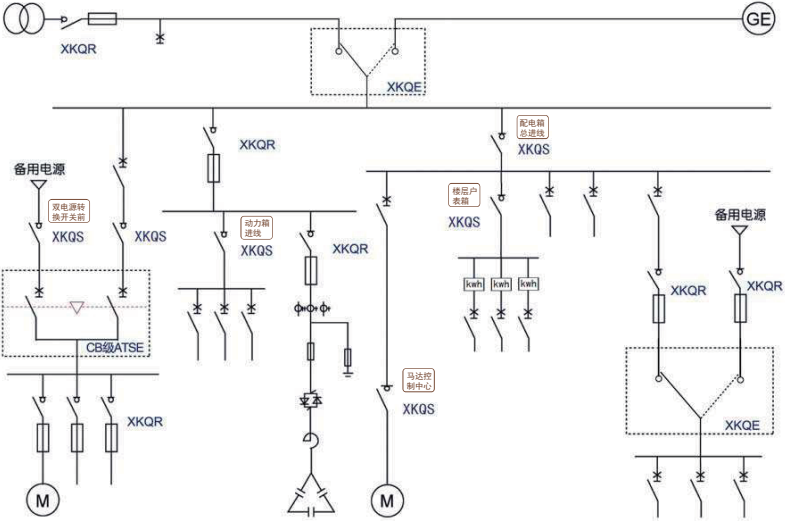 GE
XKQR
XKQE
配电箱
总进线
XKQS
XKQR
备用电源
双电源转
换开关前
XKQS
XKQS
动力箱
进线
XKQS
XKQR
楼层户
表箱
XKQS
备用电源
XKQR
XKQR
kwh
kwh
kwh
CB级ATSE
马达控
制中心
XKQS
XKQR
XKQE
M
M